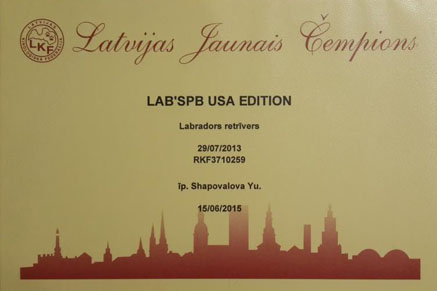 LKF
Latvijas Jaunais Čempions
LAB'SPB USA EDITION
Labradors retrīvers
29/07/2013
RKF3710259
īp. Shapovalova Yu.
15/06/2015